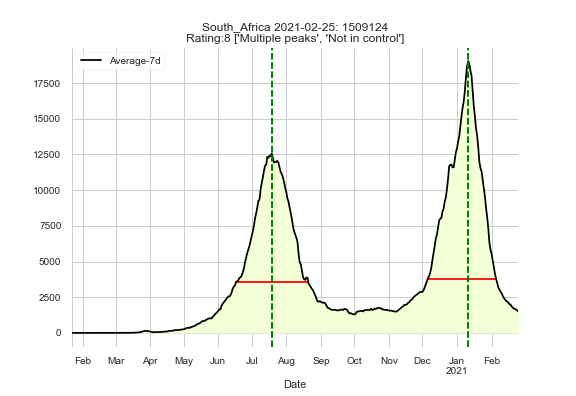 South_Africa 2021-02-25: 1509124
Rating:8 ['Multiple peaks', 'Not in control']
Average-7d
17500
15000
12500
10000
7500
5000
2500
0
Feb Mar Apr May Jun Jul Aug Sep Oct Nov Dec Jan Feb
2021
Date